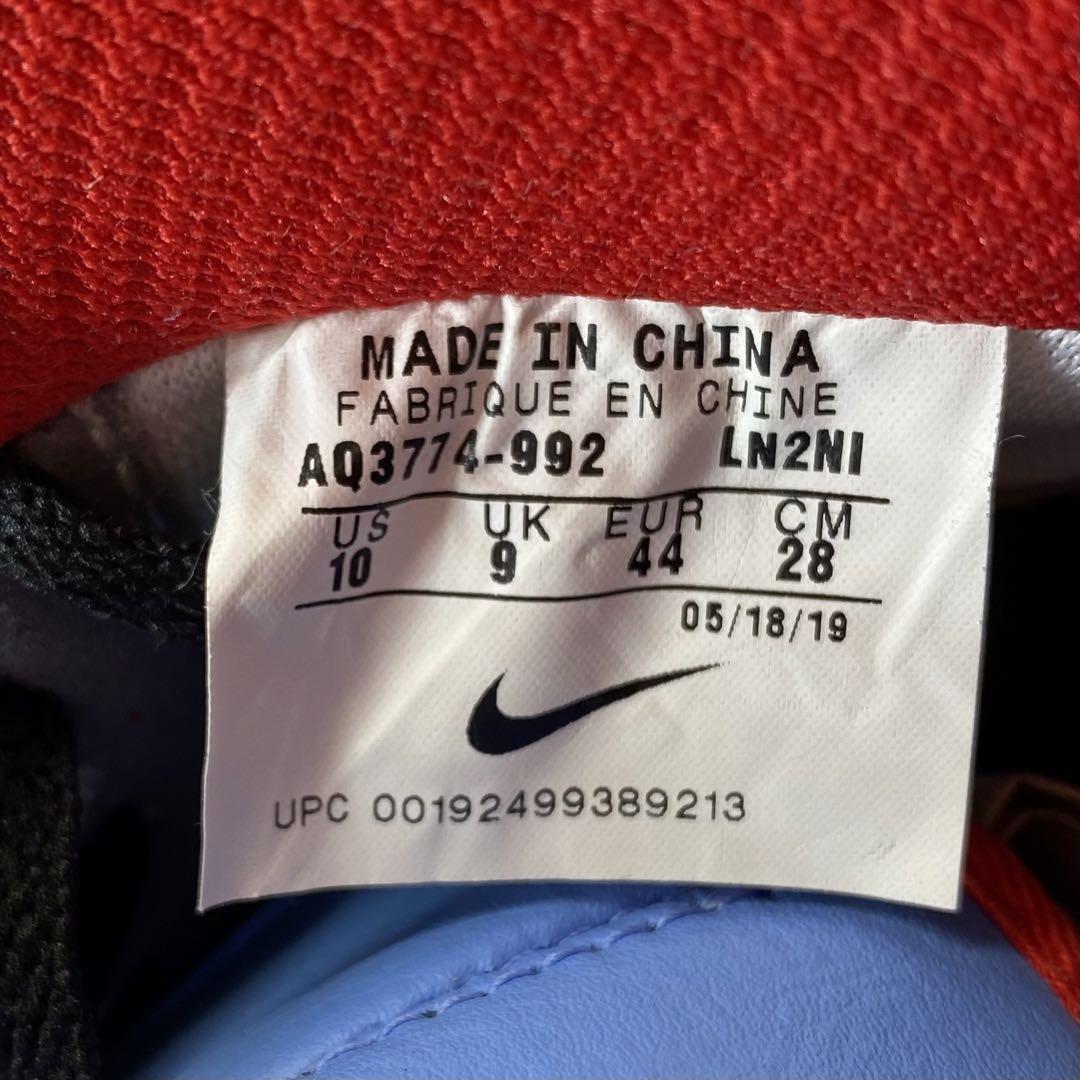 MADE IN CHINA
FABRIQUE EN CHINE
AQ3774-992 LN2NI
US UK EUR CM
10 9 44 28
05/18/19
UPC 00192499389213